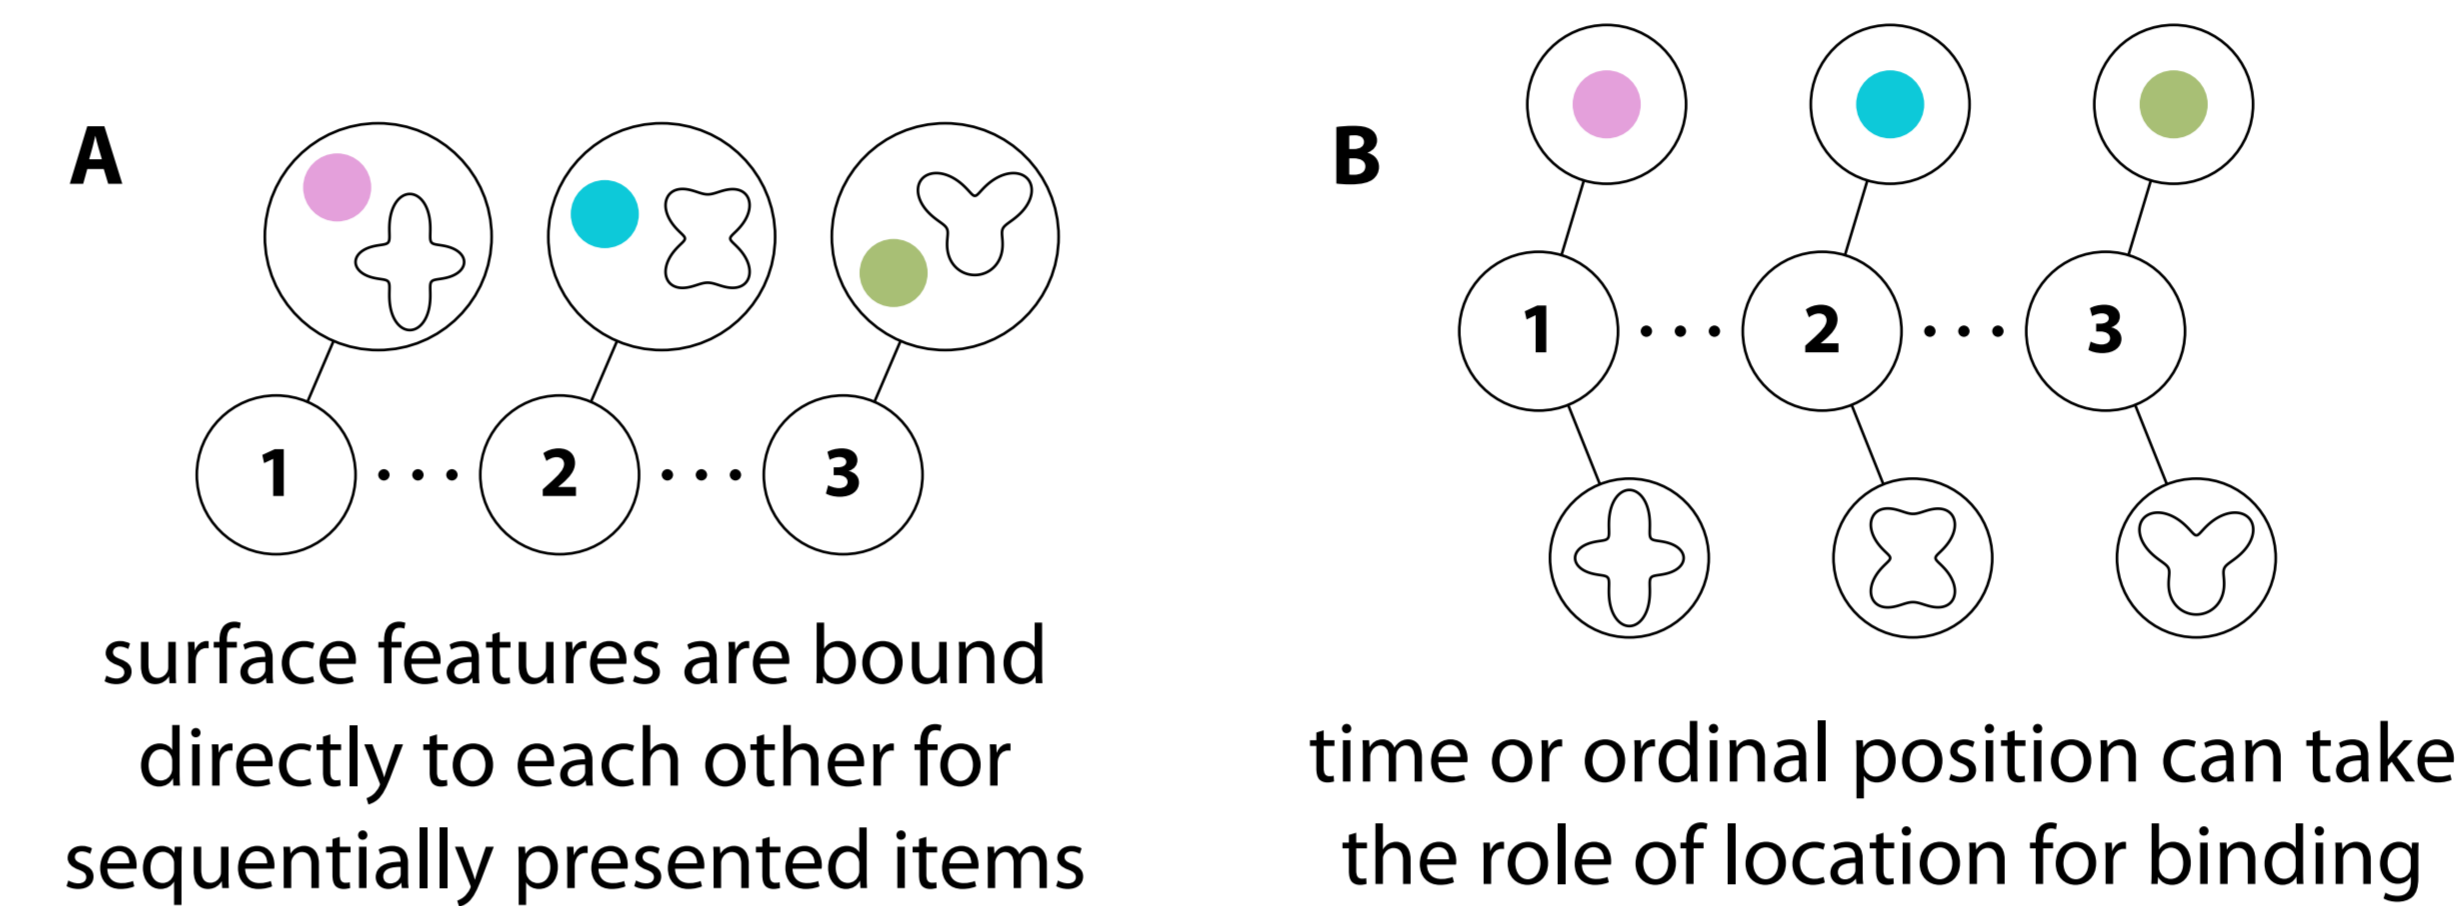 A
1 ... 2 ... 3
surface features are bound
directly to each other for
sequentially presented items
B
1 ... 2 ... 3
time or ordinal position can take
the role of location for binding